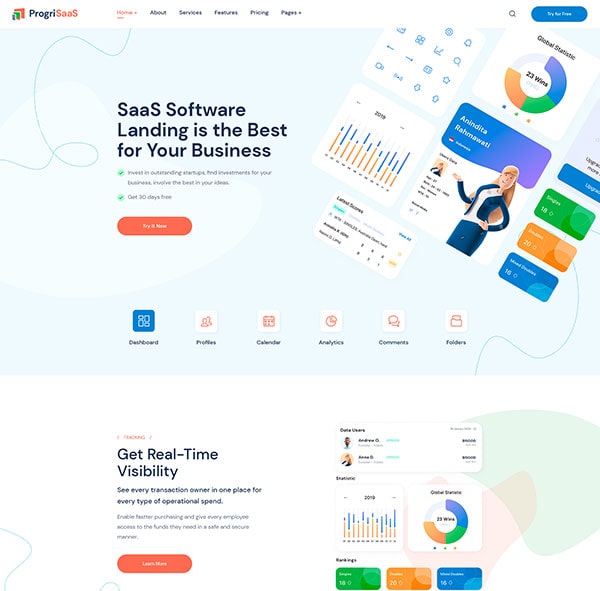 ProgriSaaS
Home + About Services Features Pricing Pages +
Try for Free
SaaS Software
Landing is the Best
for Your Business
Invest in outstanding startups, find investments for your
business, involve the best in your ideas.
Get 30 days free
Try It Now
Global Statistic
23 Wins
2019
Anindita
Rahmawati
Indonesia
Users Data
Latest Scores
View All
Upgra
more
Upgra
Singles
18
Doubles
20
Mixed Doubles
16
Dashboard
Profiles
Calendar
Analytics
Comments
Folders
TRACKING
Get Real-Time
Visibility
See every transaction owner in one place for
every type of operational spend.
Enable faster purchasing and give every employee
access to the funds they need in a safe and secure
manner.
Learn More
Data Users
Andrew O.
Anna D.
Statistic
2019
Global Statistic
23 Wins
Rankings
Singles
18
Doubles
20
Mixed Doubles
16